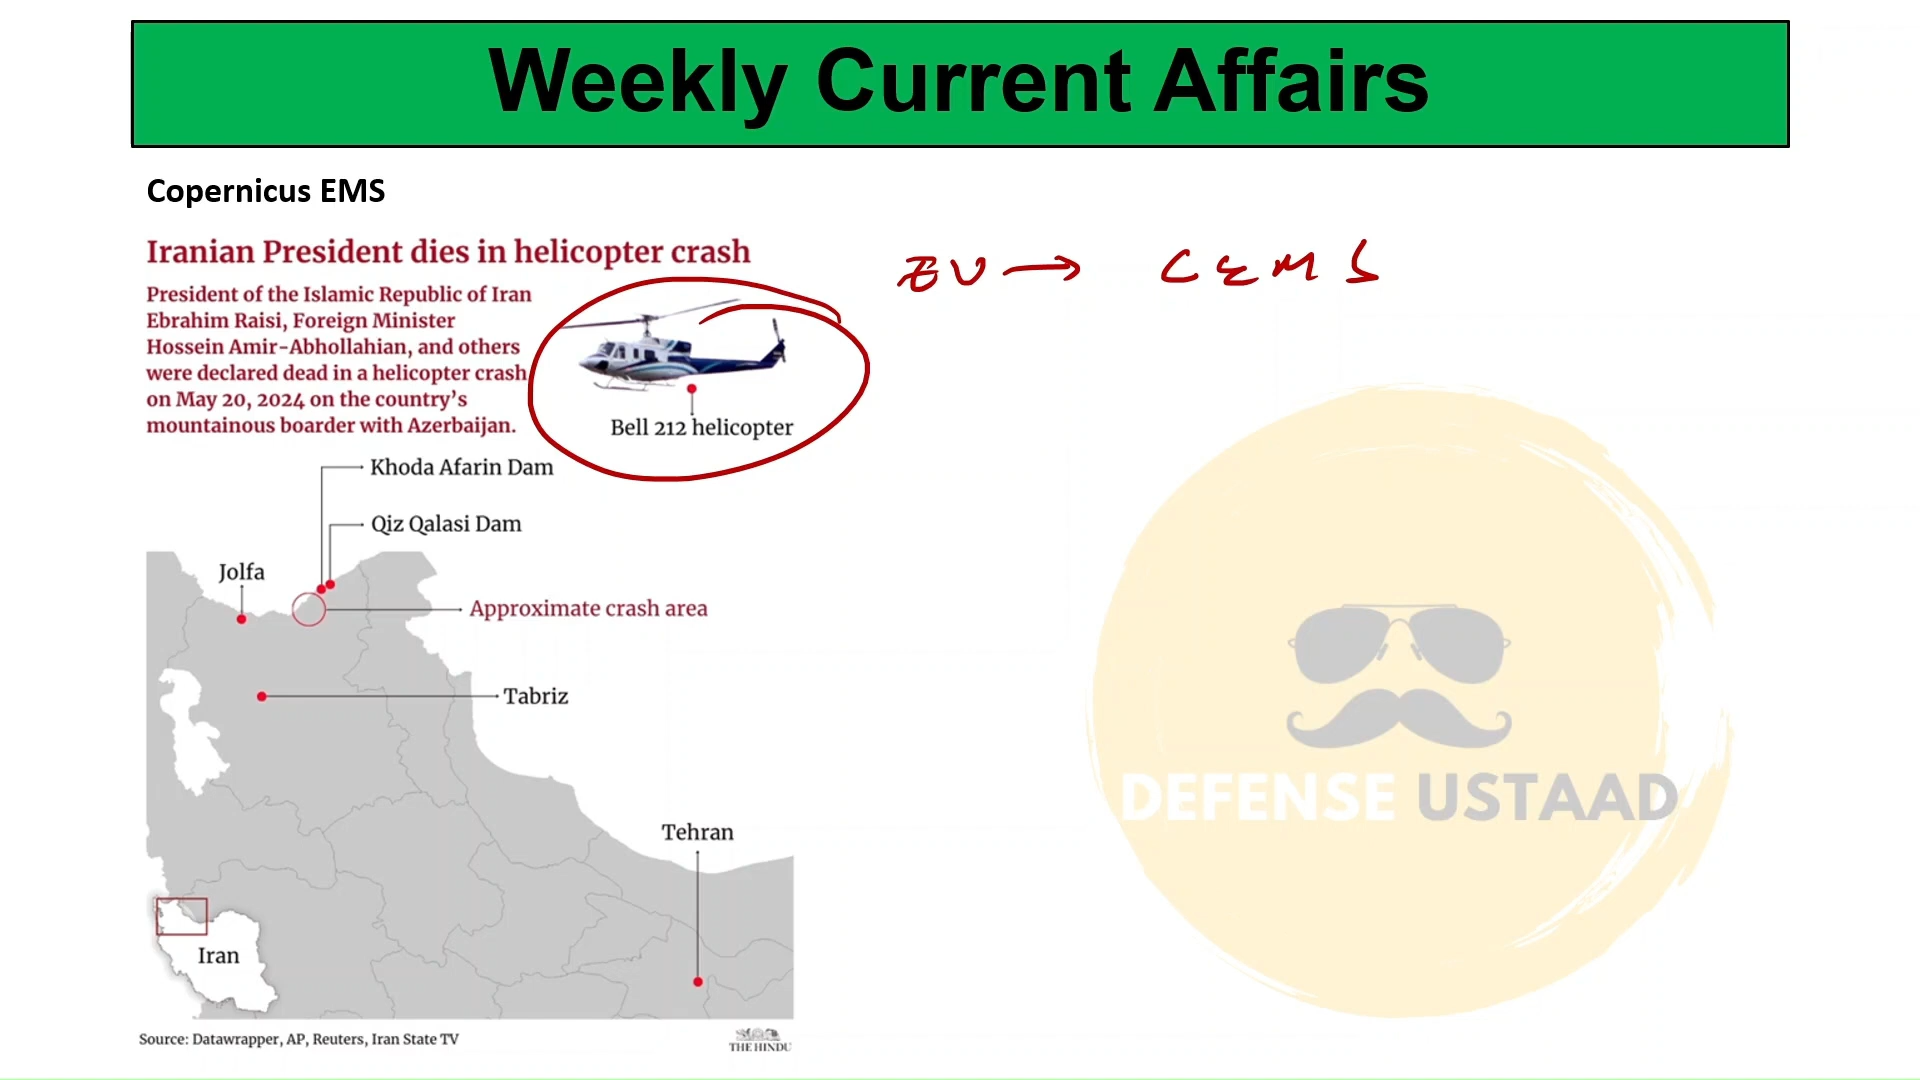 Weekly Current Affairs
Copernicus EMS
Iranian President dies in helicopter crash
President of the Islamic Republic of Iran
Ebrahim Raisi, Foreign Minister
Hossein Amir-Abhollahian, and others
were declared dead in a helicopter crash
on May 20, 2024 on the country's
mountainous boarder with Azerbaijan.
Bell 212 helicopter
EU → CEMS
Khoda Afarin Dam
Qiz Qalasi Dam
Jolfa
Approximate crash area
Tabriz
Tehran
Iran
DEFENSE USTAAD
Source: Datawrapper, AP, Reuters, Iran State TV
THE HINDU